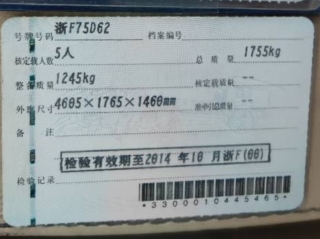 号牌号码 浙F75D62 档案编号
核定载人数 5人 总质量 1755kg
整备质量 1245kg 核定载质量 --
外廓尺寸 4605×1765×1460mm 准牵引总质量 --
备注
检验有效期至2014年10月浙F(00)
检验记录
*3300010445465*